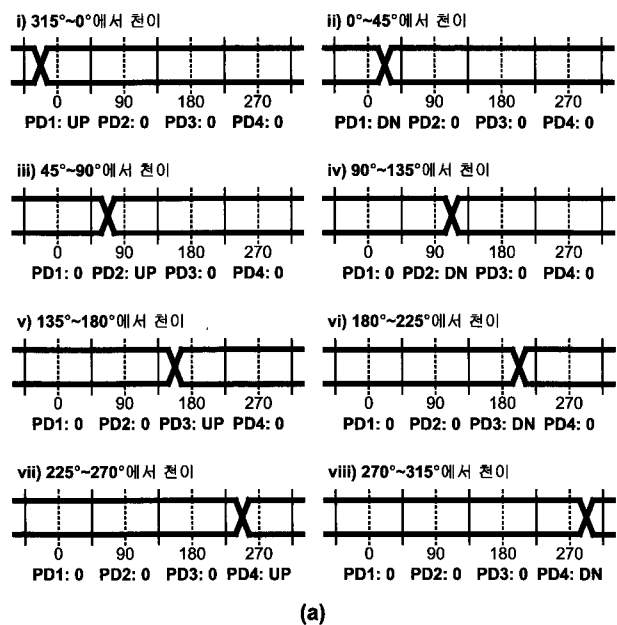 i) 315°~0°에서 천이
ii) 0°~45°에서 천이
0 90 180 270
0 90 180 270
PD1: UP PD2: 0 PD3: 0 PD4: 0
PD1: DN PD2: 0 PD3: 0 PD4: 0
iii) 45°~90°에서 천이
iv) 90°~135°에서 천이
0 90 180 270
0 90 180 270
PD1: 0 PD2: UP PD3: 0 PD4: 0
PD1: 0 PD2: DN PD3: 0 PD4: 0
v) 135°~180°에서 천이
vi) 180°~225°에서 천이
0 90 180 270
0 90 180 270
PD1: 0 PD2: 0 PD3: UP PD4: 0
PD1: 0 PD2: 0 PD3: DN PD4: 0
vii) 225°~270°에서 천이
viii) 270°~315°에서 천이
0 90 180 270
0 90 180 270
PD1: 0 PD2: 0 PD3: 0 PD4: UP
PD1: 0 PD2: 0 PD3: 0 PD4: DN
(a)